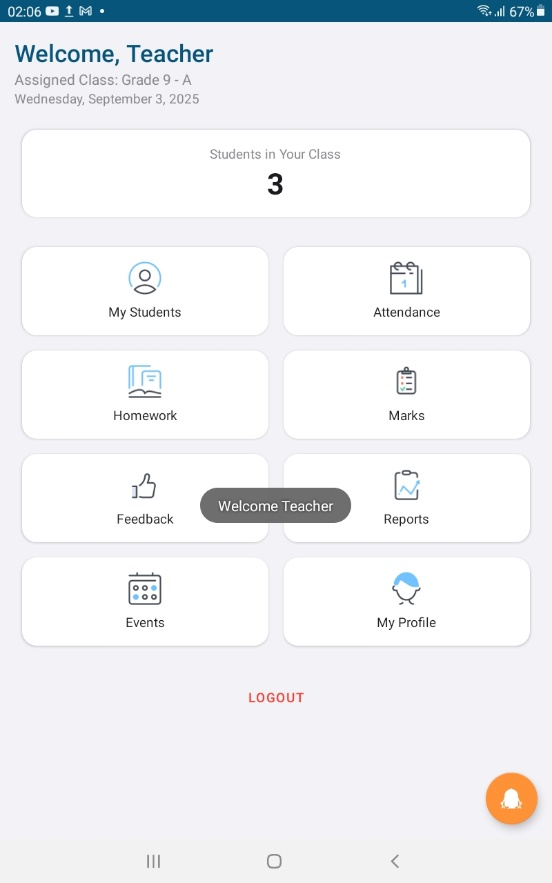 02:06 67%
Welcome, Teacher
Assigned Class: Grade 9 - A
Wednesday, September 3, 2025
Students in Your Class
3
My Students
1
Attendance
Homework
Marks
Feedback
Welcome Teacher
Reports
Events
My Profile
LOGOUT